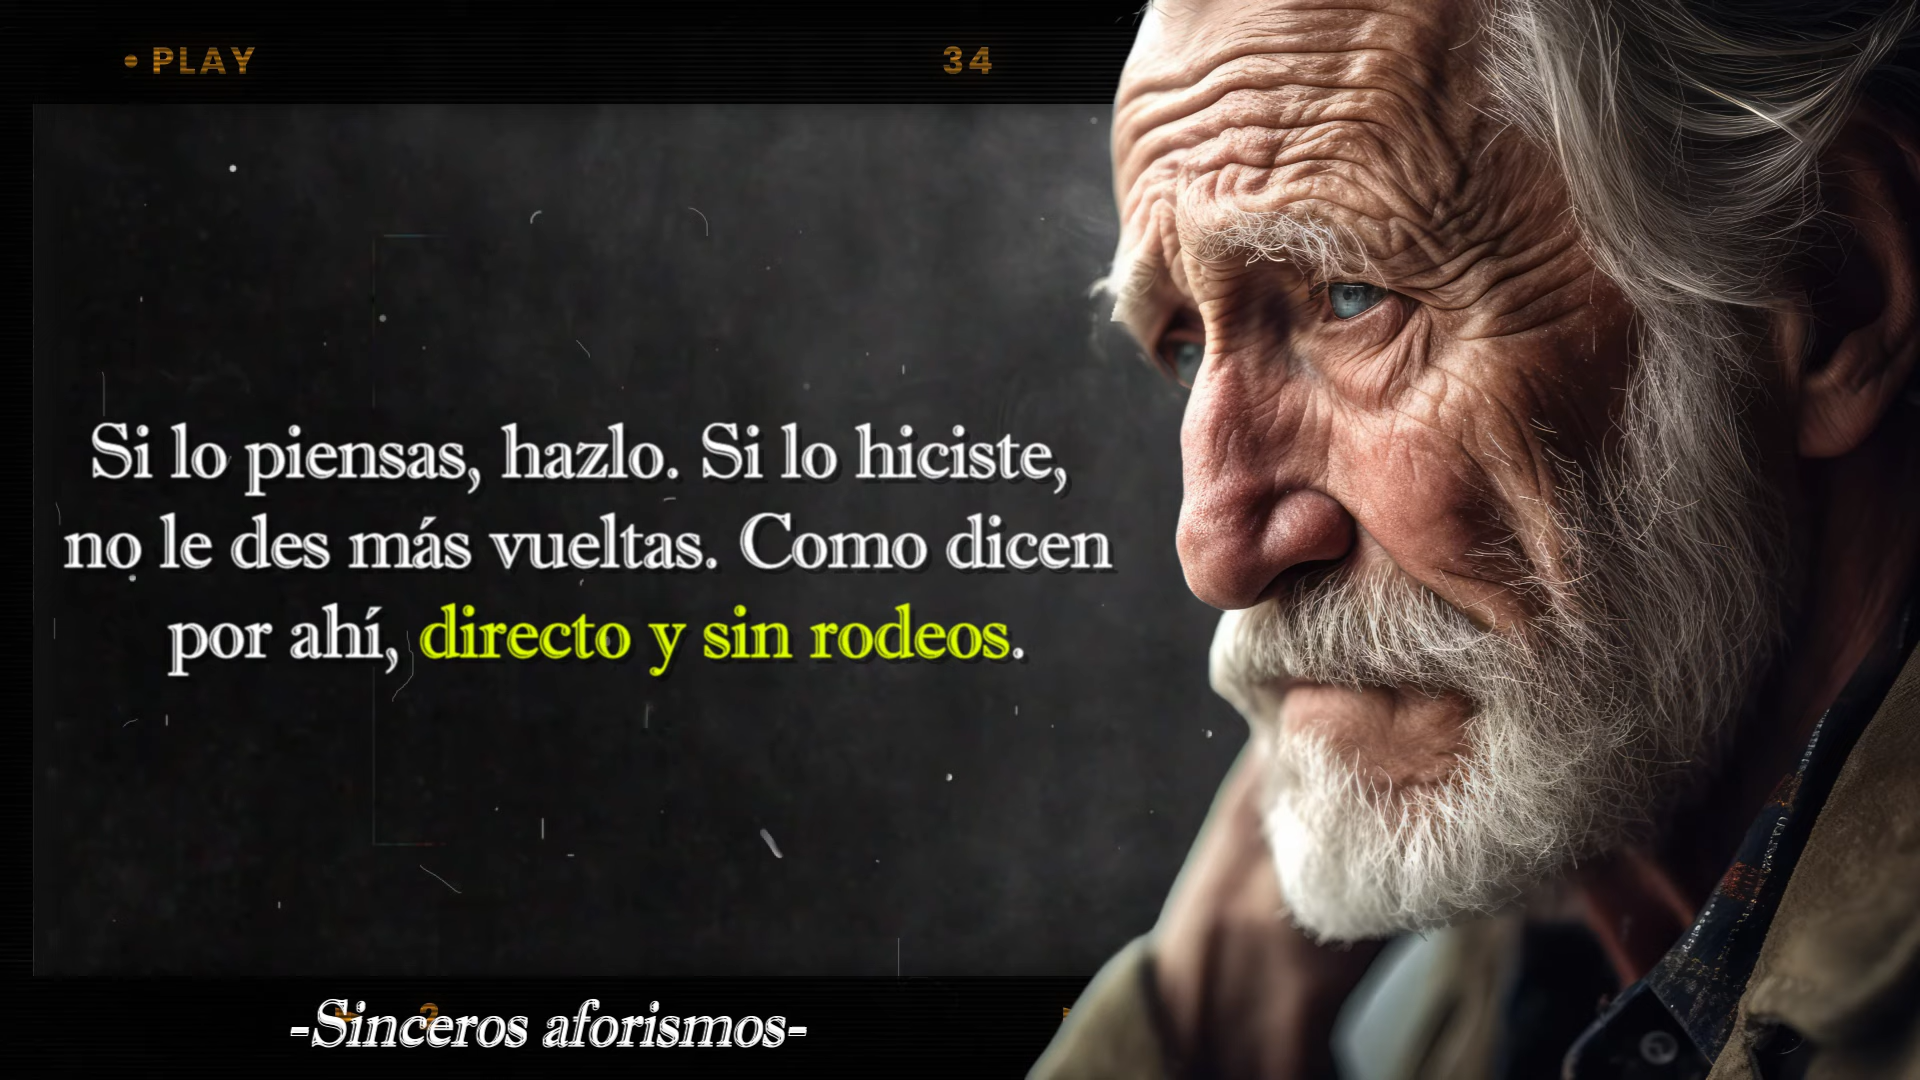 • PLAY
34
Si lo piensas, hazlo. Si lo hiciste,
no le des más vueltas. Como dicen
por ahí, directo y sin rodeos.
-Sinceros aforismos-